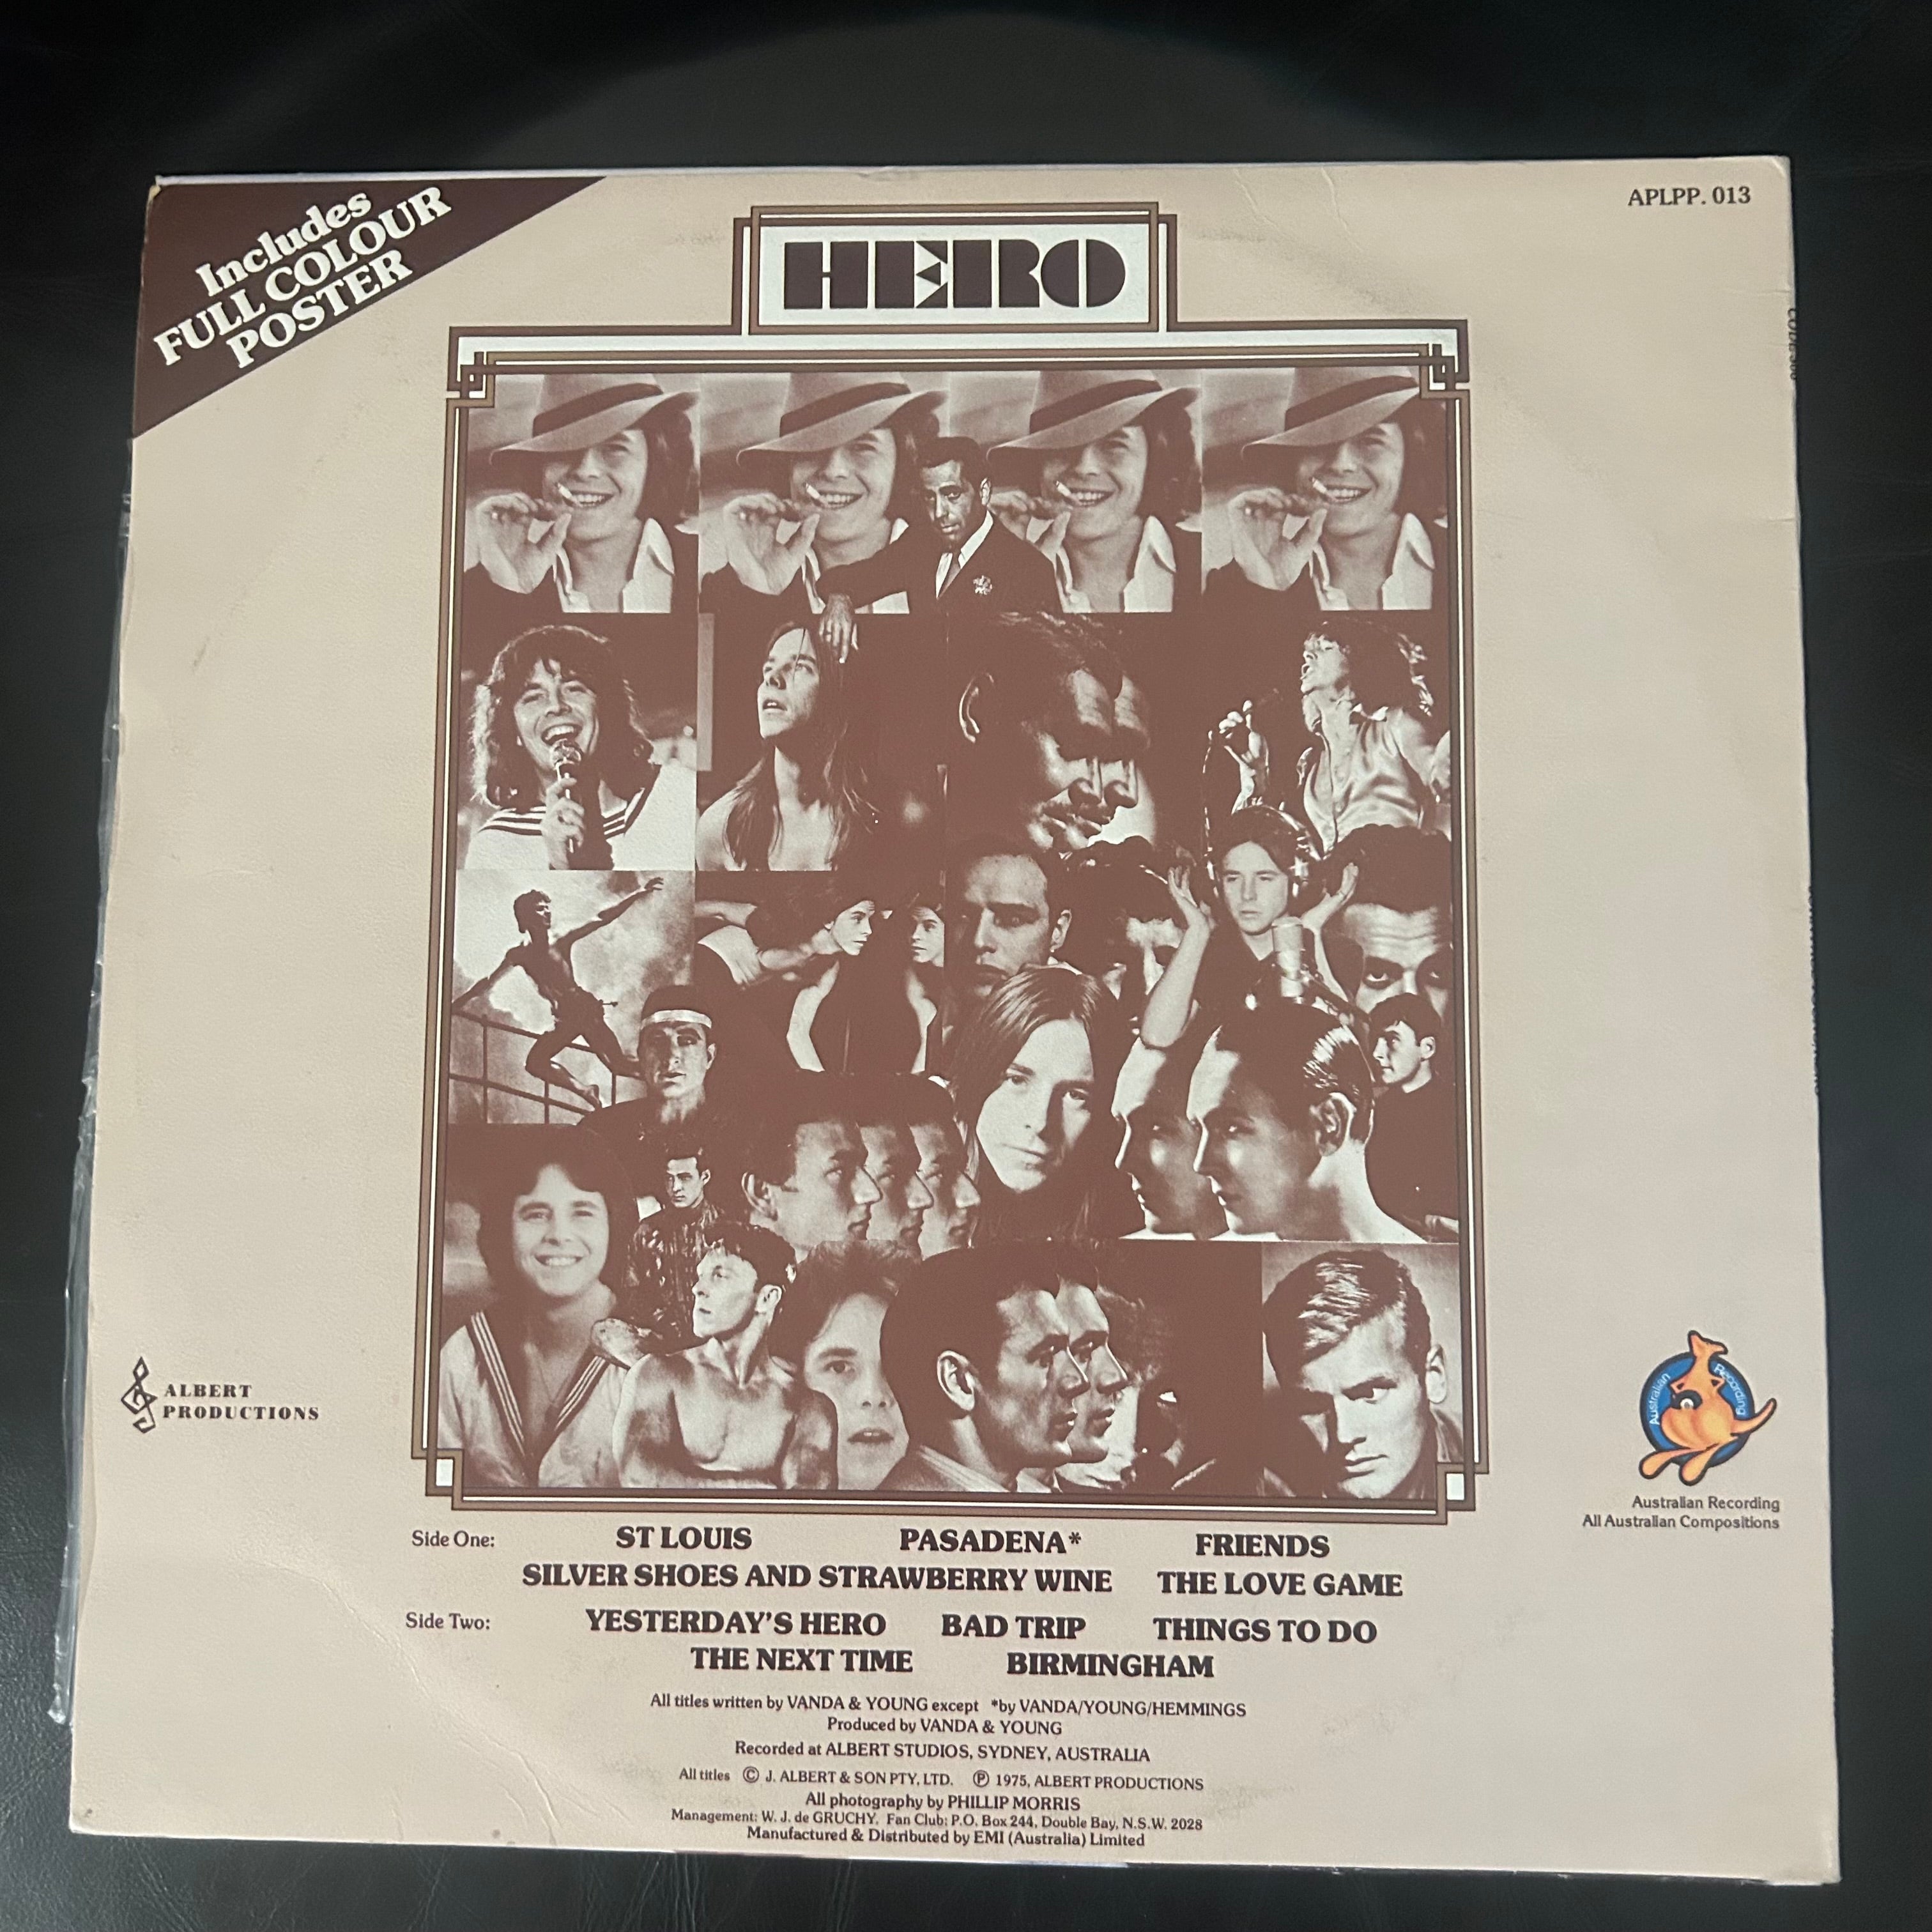 Includes
FULL COLOUR
POSTER
APLPP. 013
HERO
ALBERT
PRODUCTIONS
Australian Recording
Australian Recording
All Australian Compositions
Side One: ST LOUIS PASADENA* FRIENDS
SILVER SHOES AND STRAWBERRY WINE THE LOVE GAME
Side Two: YESTERDAY'S HERO BAD TRIP THINGS TO DO
THE NEXT TIME BIRMINGHAM
All titles written by VANDA & YOUNG except *by VANDA/YOUNG/HEMMINGS
Produced by VANDA & YOUNG
Recorded at ALBERT STUDIOS, SYDNEY, AUSTRALIA
All titles © J. ALBERT & SON PTY. LTD. ℗ 1975, ALBERT PRODUCTIONS
All photography by PHILLIP MORRIS
Management: W. J. de GRUCHY. Fan Club: P.O. Box 244, Double Bay, N.S.W. 2028
Manufactured & Distributed by EMI (Australia) Limited